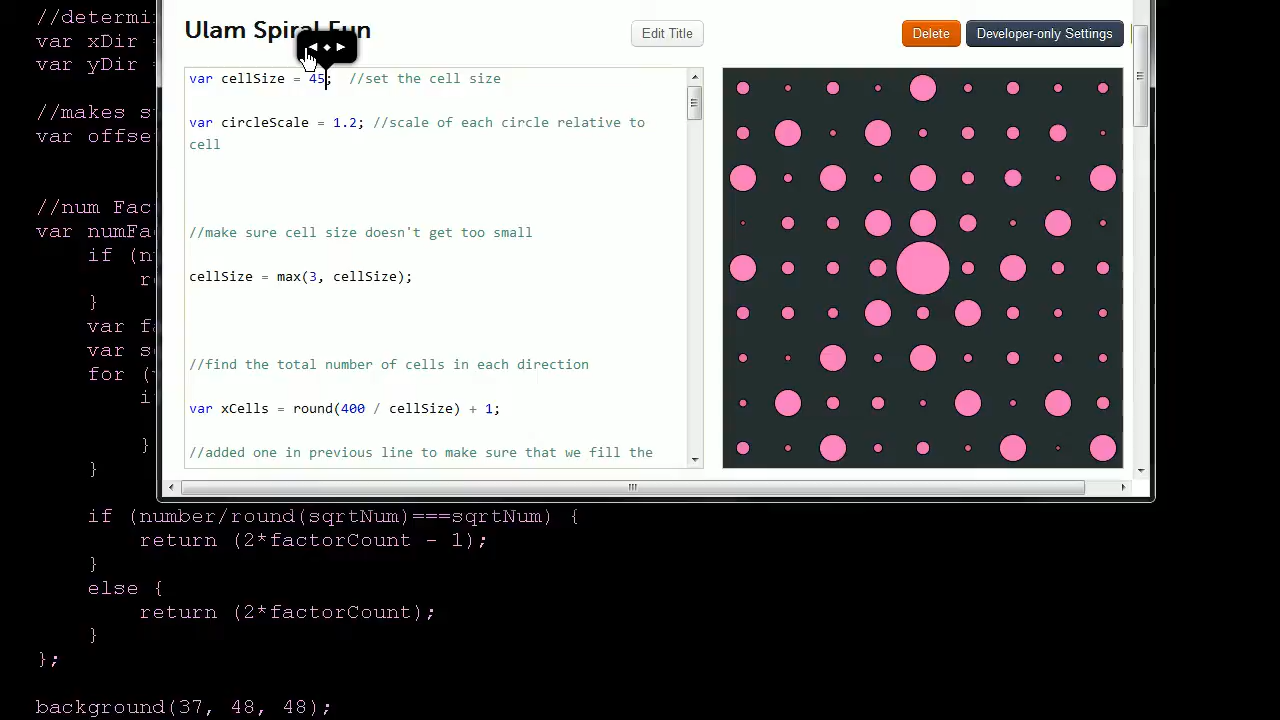 //determi
var xDir =
var yDir =
//makes s
var offse
//num Fac
var numFa
if (n
re
}
var fa
var s
for (
i
}
}
if (number/round(sqrtNum)===sqrtNum) {
return (2*factorCount - 1);
}
else {
return (2*factorCount);
}
};
background(37, 48, 48);
Ulam Spiral Fun
Edit Title
Delete
Developer-only Settings
var cellSize = 45; //set the cell size
var circleScale = 1.2; //scale of each circle relative to
cell
//make sure cell size doesn't get too small
cellSize = max(3, cellSize);
//find the total number of cells in each direction
var xCells = round(400 / cellSize) + 1;
//added one in previous line to make sure that we fill the